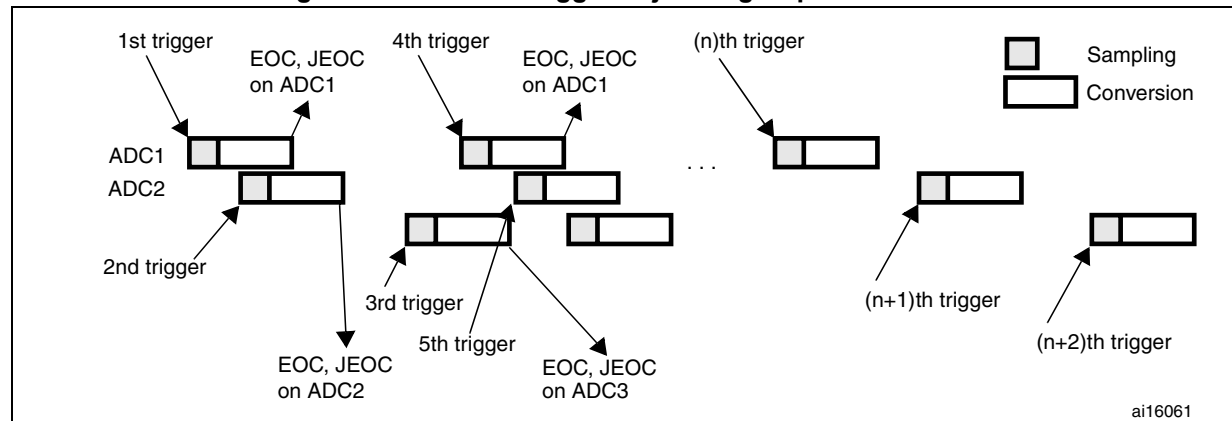 1st trigger
EOC, JEOC
on ADC1
4th trigger
EOC, JEOC
on ADC1
(n)th trigger
Sampling
Conversion
ADC1
ADC2
. . .
2nd trigger
3rd trigger
5th trigger
(n+1)th trigger
(n+2)th trigger
EOC, JEOC
on ADC2
EOC, JEOC
on ADC3
ai16061